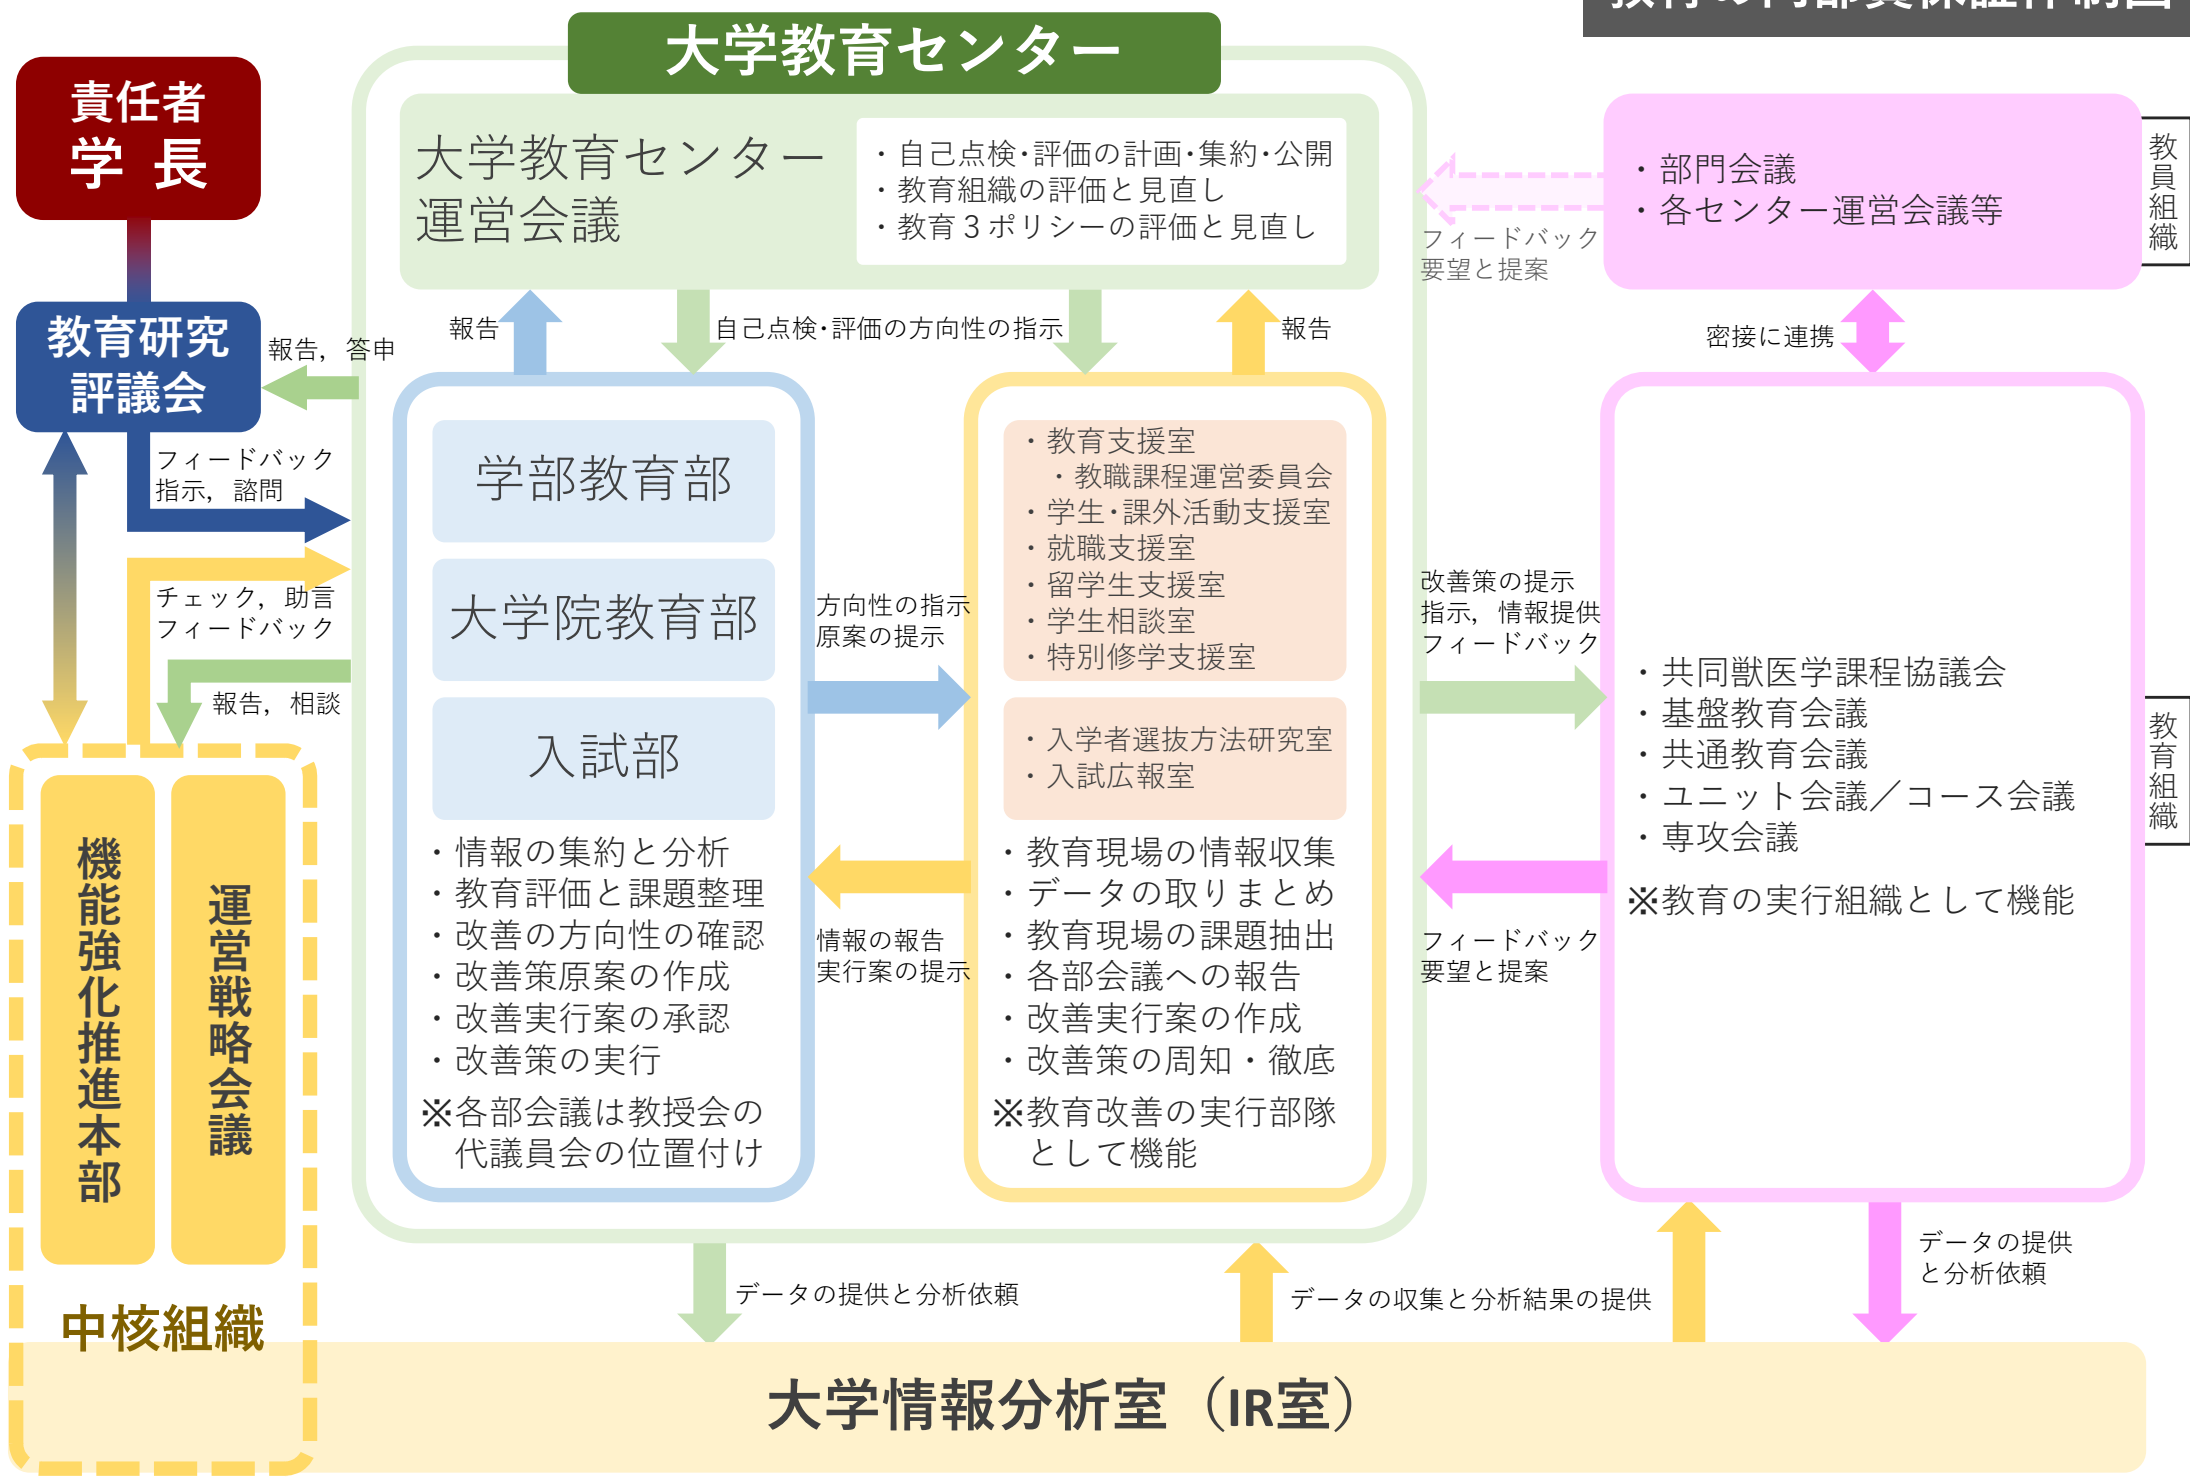 教育の内部質保証体制図
大学教育センター
責任者
学 長
大学教育センター
運営会議
・自己点検・評価の計画・集約・公開
・教育組織の評価と見直し
・教育３ポリシーの評価と見直し
・部門会議
・各センター運営会議等
教員組織
フィードバック
要望と提案
教育研究
評議会
報告，答申
報告
自己点検・評価の方向性の指示
報告
密接に連携
フィードバック
指示，諮問
チェック，助言
フィードバック
報告，相談
学部教育部
大学院教育部
入試部
・情報の集約と分析
・教育評価と課題整理
・改善の方向性の確認
・改善策原案の作成
・改善実行案の承認
・改善策の実行
※各部会議は教授会の
代議員会の位置付け
方向性の指示
原案の提示
情報の報告
実行案の提示
・教育支援室
・教職課程運営委員会
・学生・課外活動支援室
・就職支援室
・留学生支援室
・学生相談室
・特別修学支援室
・入学者選抜方法研究室
・入試広報室
・教育現場の情報収集
・データの取りまとめ
・教育現場の課題抽出
・各部会議への報告
・改善実行案の作成
・改善策の周知・徹底
※教育改善の実行部隊
として機能
改善策の提示
指示，情報提供
フィードバック
フィードバック
要望と提案
・共同獣医学課程協議会
・基盤教育会議
・共通教育会議
・ユニット会議／コース会議
・専攻会議
※教育の実行組織として機能
教育組織
機能強化推進本部
運営戦略会議
中核組織
データの提供と分析依頼
データの収集と分析結果の提供
データの提供
と分析依頼
大学情報分析室（IR室）